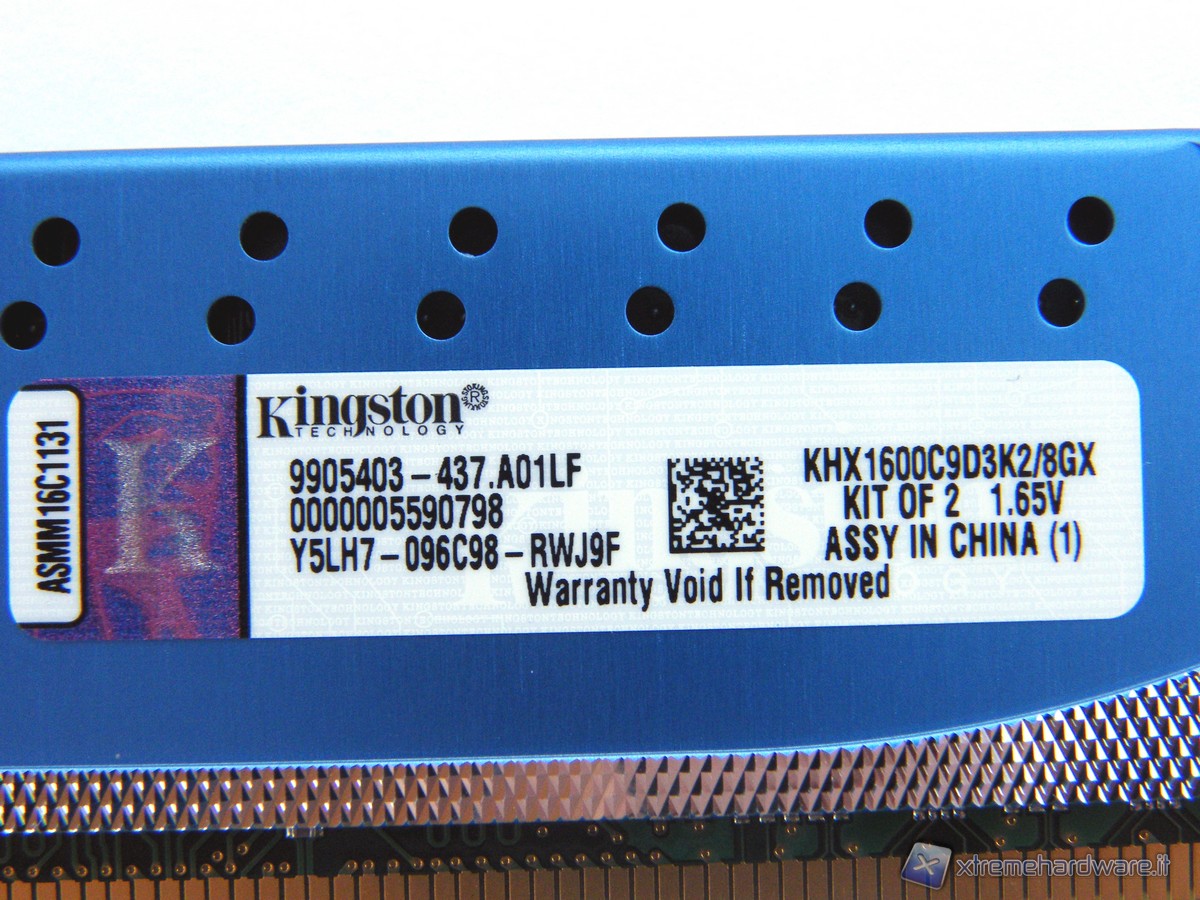 ASMM16C1131
K
Kingston®
TECHNOLOGY
9905403-437.A01LF
0000005590798
Y5LH7-096C98-RWJ9F
KHX1600C9D3K2/8GX
KIT OF 2 1.65V
ASSY IN CHINA (1)
Warranty Void If Removed
xtremehardware.it